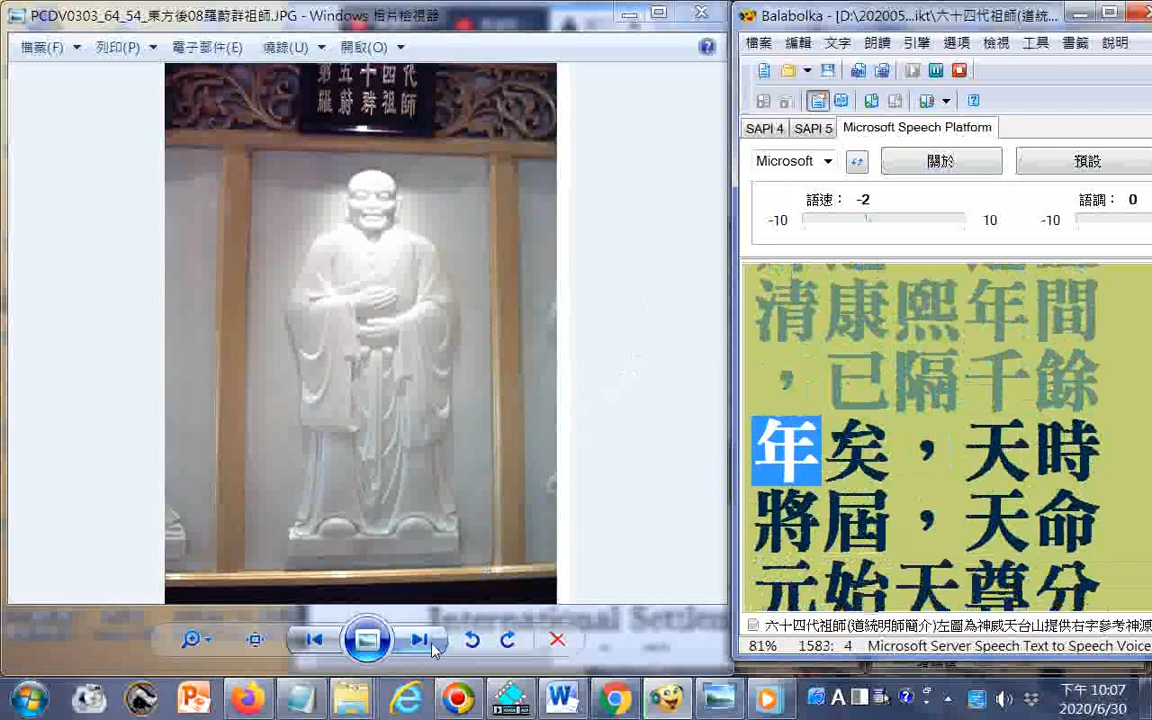 PCDV0303_64_54_東方後08羅蔚群祖師.JPG - Windows 相片檢視器
檔案(F) 列印(P) 電子郵件(E) 燒錄(U) 開啟(O)
第五十四代
羅蔚群祖師
International Settlem
Balabolka - [D:\202005...ikt\六十四代祖師(道統...
檔案 編輯 文字 朗讀 引擎 選項 檢視 工具 書籤 說明
SAPI 4 SAPI 5 Microsoft Speech Platform
Microsoft 關於 預設
語速： -2 語調： 0
-10 10 -10
清康熙年間
，已隔千餘
年矣，天時
將屆，天命
元始天尊分
六十四代祖師(道統明師簡介)左圖為神威天台山提供右字參考神源
81% 1583: 4 Microsoft Server Speech Text to Speech Voice
下午 10:07
2020/6/30